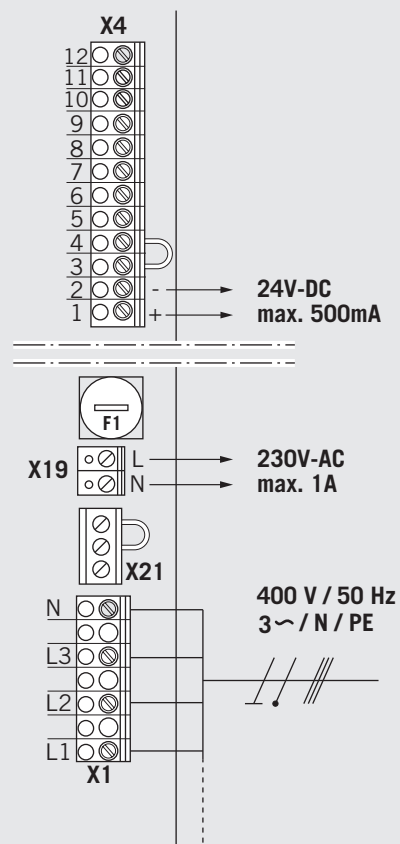 X4
12
11
10
9
8
7
6
5
4
3
2 - 24V-DC
1 + max. 500mA
F1
X19 L 230V-AC
N max. 1A
X21
400 V / 50 Hz
3~ / N / PE
N
L3
L2
L1
X1